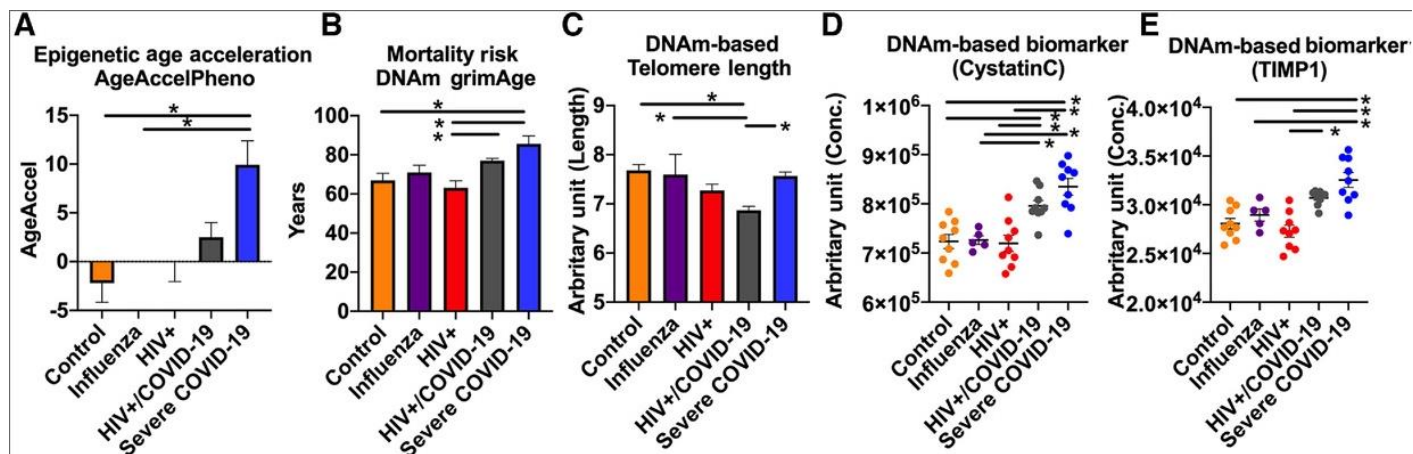 A
Epigenetic age acceleration
AgeAccelPheno
*
*
AgeAccel
15
10
5
0
-5
Control
Influenza
HIV+
HIV+/COVID-19
Severe COVID-19
B
Mortality risk
DNAm grimAge
*
*
*
Years
100
80
60
40
20
0
Control
Influenza
HIV+
HIV+/COVID-19
Severe COVID-19
C
DNAm-based
Telomere length
*
*
*
Arbritary unit (Length)
9
8
7
6
5
Control
Influenza
HIV+
HIV+/COVID-19
Severe COVID-19
D
DNAm-based biomarker
(CystatinC)
*
*
*
*
*
*
Arbritary unit (Conc.)
1×10⁶
9×10⁵
8×10⁵
7×10⁵
6×10⁵
Control
Influenza
HIV+
HIV+/COVID-19
Severe COVID-19
E
DNAm-based biomarker
(TIMP1)
*
*
*
*
Arbritary unit (Conc.)
4.0×10⁴
3.5×10⁴
3.0×10⁴
2.5×10⁴
2.0×10⁴
Control
Influenza
HIV+
HIV+/COVID-19
Severe COVID-19